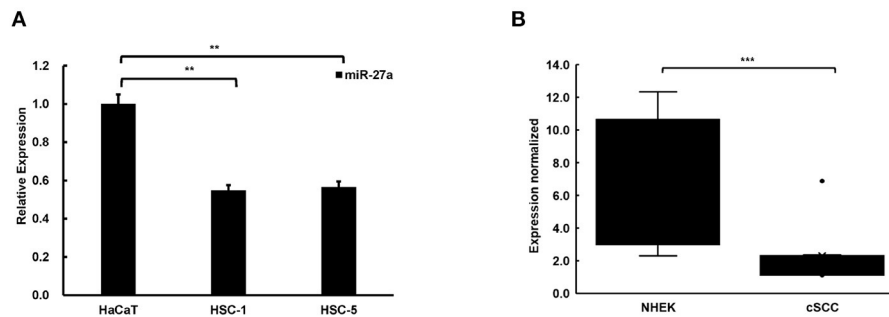 A
**
**
miR-27a
Relative Expression
1.2
1.0
0.8
0.6
0.4
0.2
0.0
HaCaT
HSC-1
HSC-5
B
***
Expression normalized
14.0
12.0
10.0
8.0
6.0
4.0
2.0
0.0
NHEK
cSCC